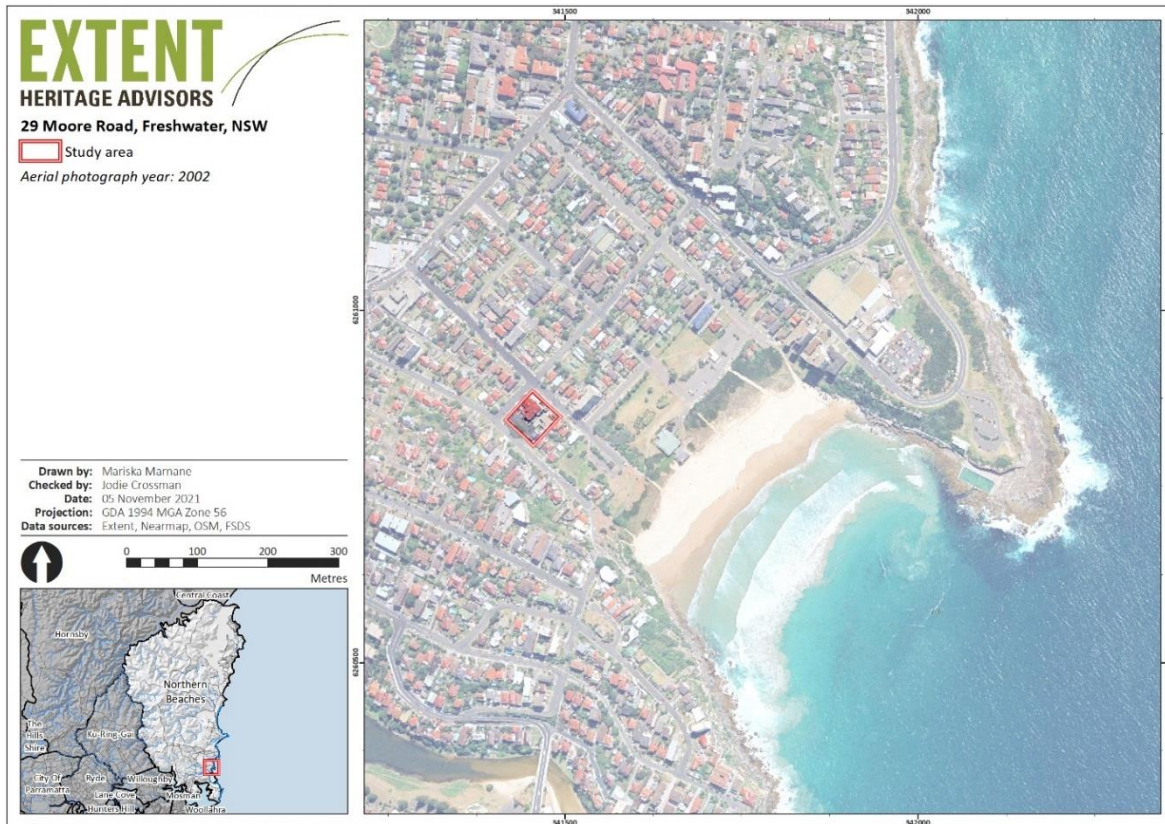 EXTENT
HERITAGE ADVISORS
29 Moore Road, Freshwater, NSW
Study area
Aerial photograph year: 2002
Drawn by: Mariska Marnane
Checked by: Jodie Crossman
Date: 05 November 2021
Projection: GDA 1994 MGA Zone 56
Data sources: Extent, Nearmap, OSM, FSDS
0 100 200 300
Metres
Central Coast
Hornsby
Northern
Beaches
The
Hills
Shire
Ku-Ring-Gai
City Of
Parramatta
Ryde
Willoughby
Lane Cove
Mosman
Hunters Hill
Woollahra
341500
342000
6261000
6260500
341500
342000